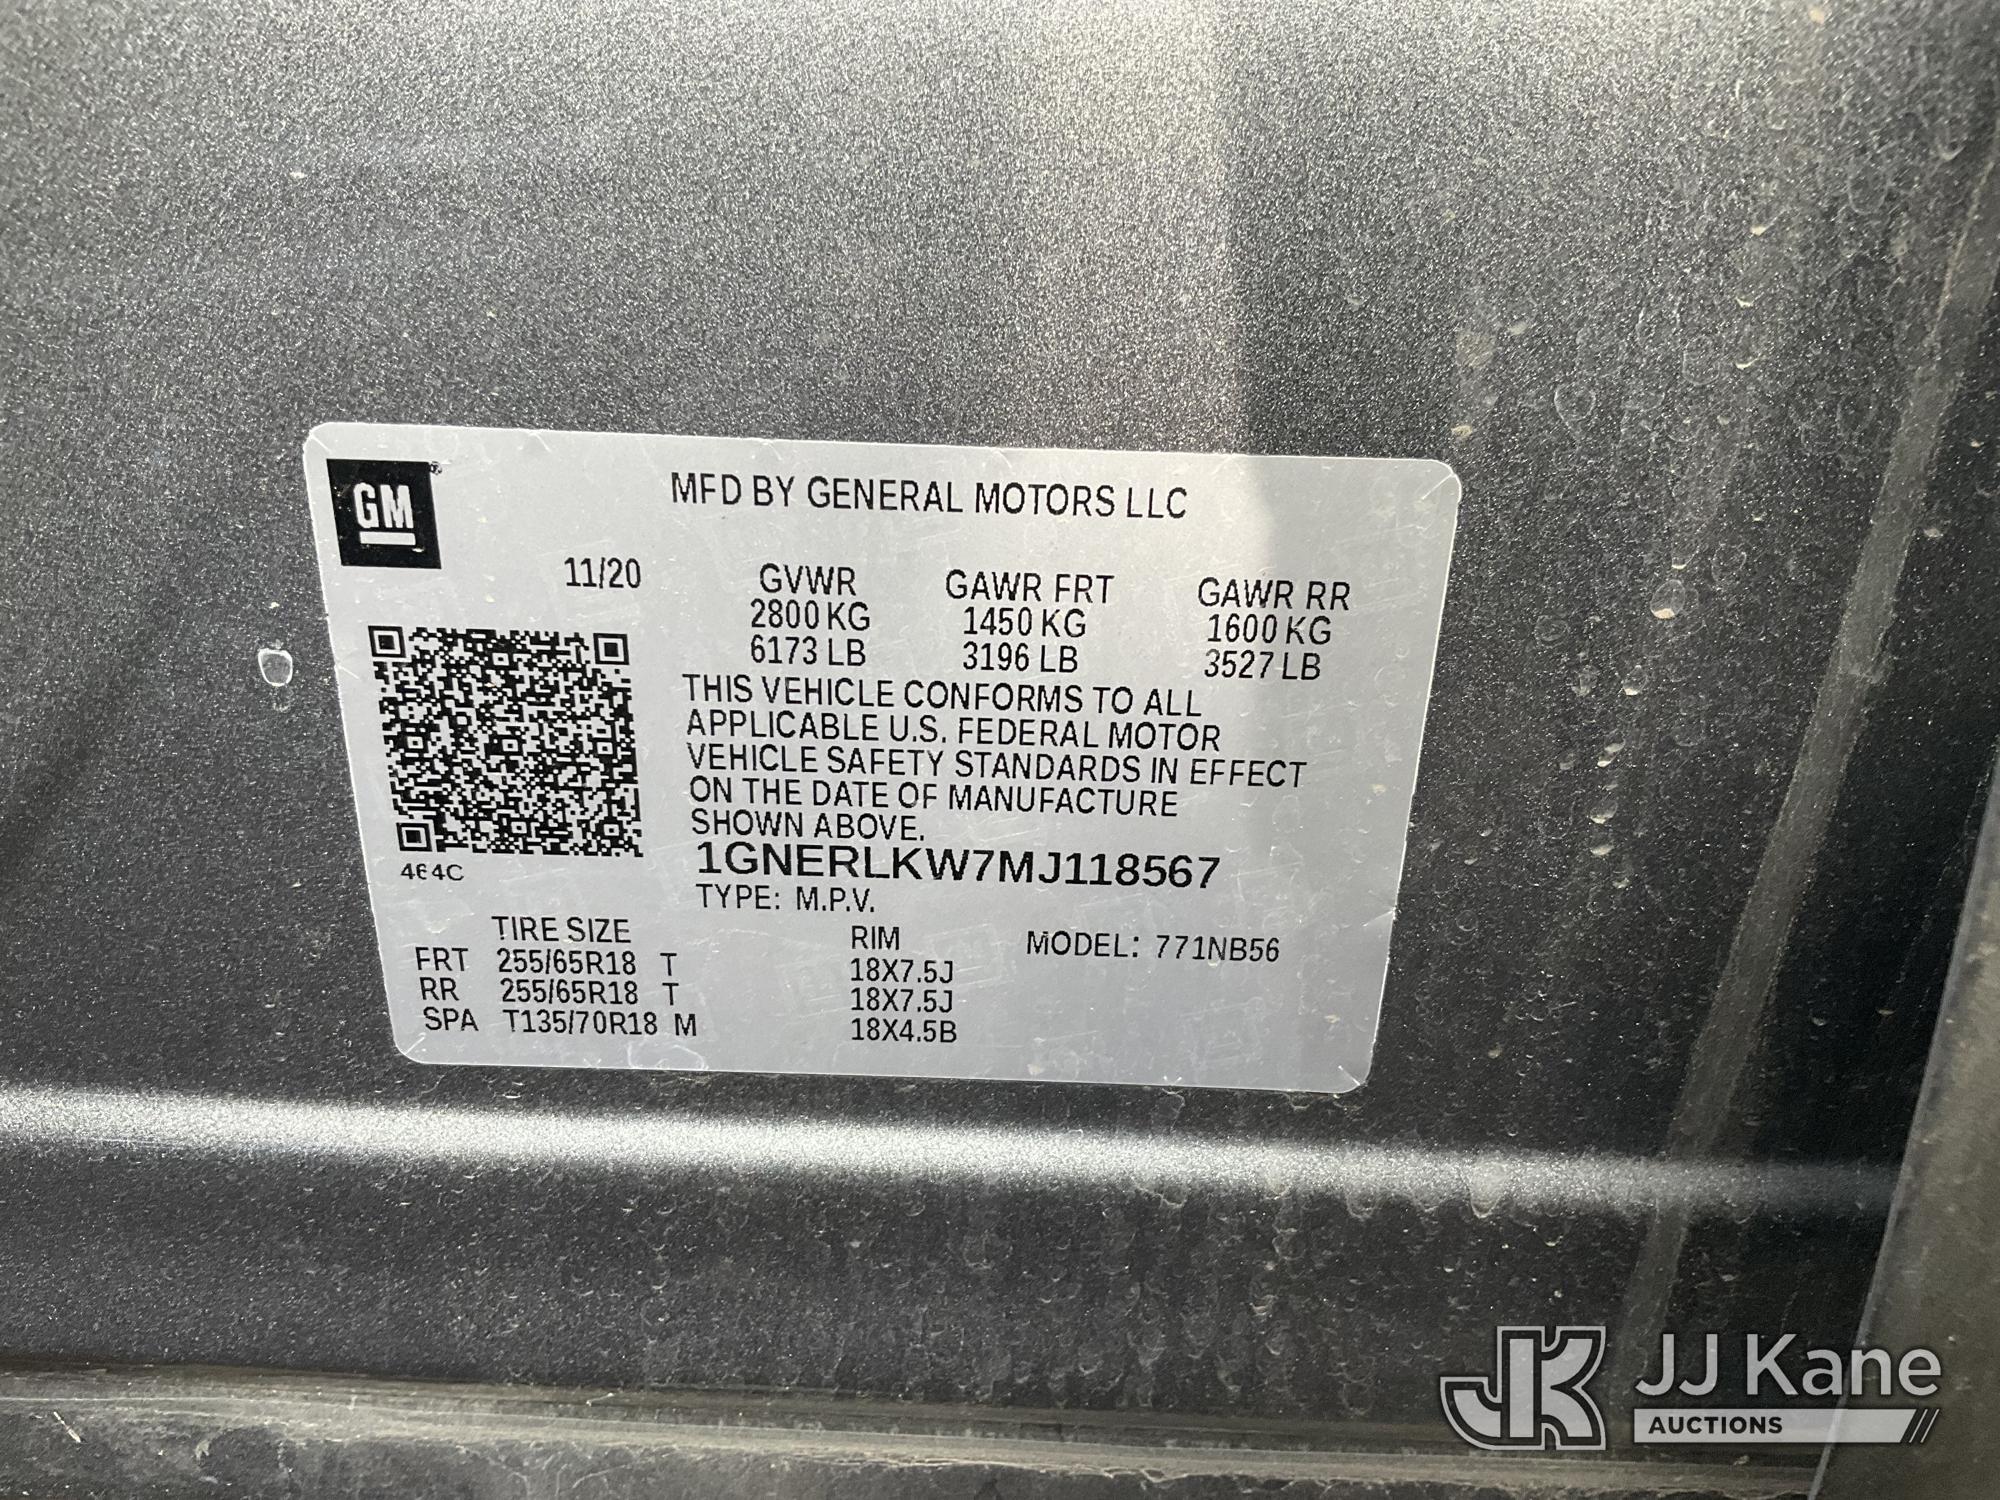 GM
MFD BY GENERAL MOTORS LLC
11/20 GVWR GAWR FRT GAWR RR
2800 KG 1450 KG 1600 KG
6173 LB 3196 LB 3527 LB
THIS VEHICLE CONFORMS TO ALL
APPLICABLE U.S. FEDERAL MOTOR
VEHICLE SAFETY STANDARDS IN EFFECT
ON THE DATE OF MANUFACTURE
SHOWN ABOVE.
1GNERLKW7MJ118567
464C
TYPE: M.P.V.
TIRE SIZE RIM MODEL: 771NB56
FRT 255/65R18 T 18X7.5J
RR 255/65R18 T 18X7.5J
SPA T135/70R18 M 18X4.5B
JK JJ Kane
AUCTIONS